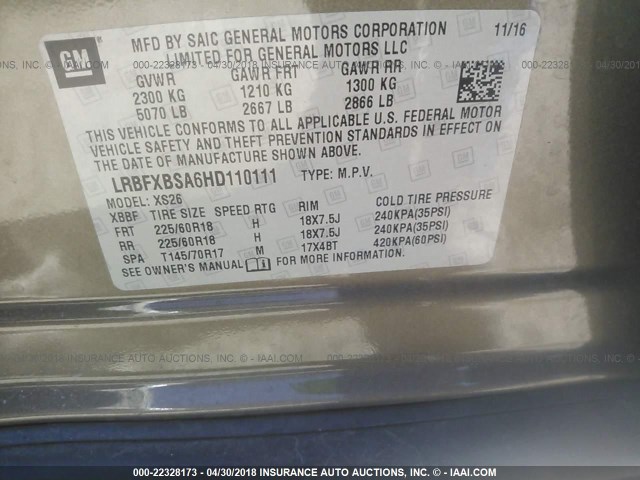 GM
MFD BY SAIC GENERAL MOTORS CORPORATION 11/16
LIMITED FOR GENERAL MOTORS LLC
GVWR GAWR FRT GAWR RR
2300 KG 1210 KG 1300 KG
5070 LB 2667 LB 2866 LB
THIS VEHICLE CONFORMS TO ALL APPLICABLE U.S. FEDERAL MOTOR
VEHICLE SAFETY AND THEFT PREVENTION STANDARDS IN EFFECT ON
THE DATE OF MANUFACTURE SHOWN ABOVE.
LRBFXBSA6HD110111 TYPE: M.P.V.
MODEL: XS26
XBBF TIRE SIZE SPEED RTG RIM COLD TIRE PRESSURE
FRT 225/60R18 H 18X7.5J 240KPA(35PSI)
RR 225/60R18 H 18X7.5J 240KPA(35PSI)
SPA T145/70R17 M 17X4BT 420KPA(60PSI)
SEE OWNER'S MANUAL FOR MORE INFORMATION.
000-22328173 - 04/30/2018 INSURANCE AUTO AUCTIONS, INC. - © IAAI.COM